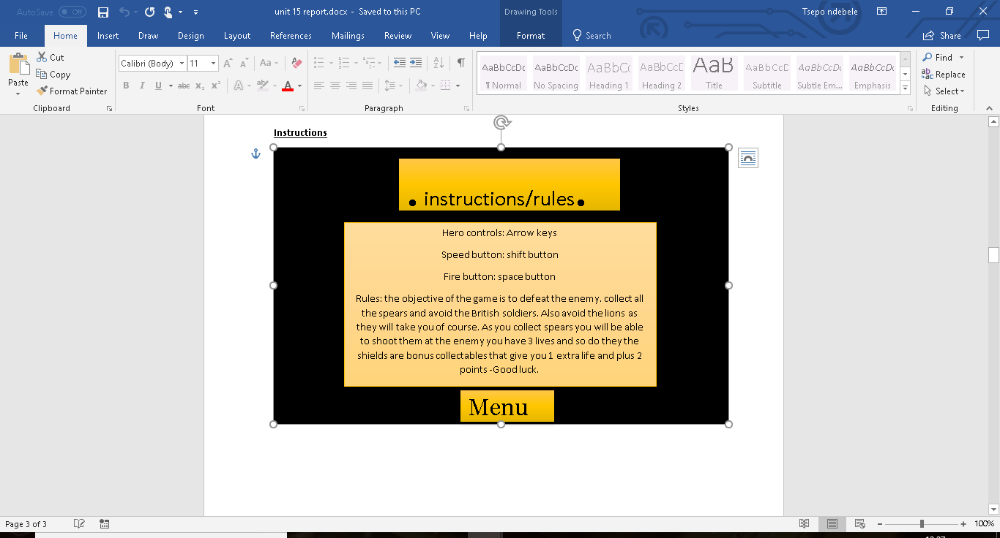 AutoSave Off
unit 15 report.docx - Saved to this PC
Drawing Tools
Tsepo ndebele
File Home Insert Draw Design Layout References Mailings Review View Help Format Search Share
Paste
Cut
Copy
Format Painter
Calibri (Body) 11
AaBbCcDc ¶ Normal
AaBbCcDc No Spacing
AaBbCc Heading 1
AaBbCcD Heading 2
AaB Title
AaBbCcD Subtitle
AaBbCcDc Subtle Em...
AaBbCcDc Emphasis
Find
Replace
Select
Clipboard Font Paragraph Styles Editing
Instructions
. instructions/rules.
Hero controls: Arrow keys
Speed button: shift button
Fire button: space button
Rules: the objective of the game is to defeat the enemy. collect all
the spears and avoid the British soldiers. Also avoid the lions as
they will take you of course. As you collect spears you will be able
to shoot them at the enemy you have 3 lives and so do they the
shields are bonus collectables that give you 1 extra life and plus 2
points -Good luck.
Menu
Page 3 of 3
100%